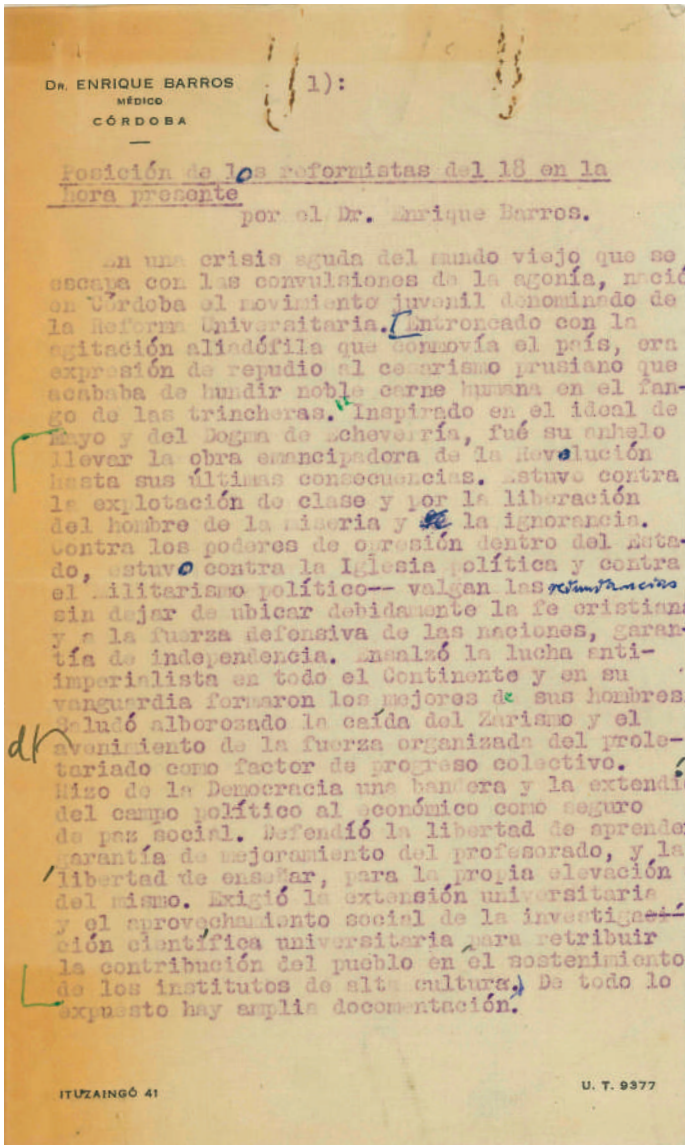 DR. ENRIQUE BARROS
MÉDICO
CÓRDOBA
1):
Posición de los reformistas del 18 en la
hora presente
por el Dr. Enrique Barros.
En una crisis aguda del mundo viejo que se
escapa con las convulsiones de la agonía, nació
en Córdoba el movimiento juvenil denominado de
la Reforma Universitaria. [Entroncado con la
agitación aliadófila que conmovía el país, era
expresión de repudio al cesarismo prusiano que
acababa de hundir noble carne humana en el fan-
go de las trincheras. Inspirado en el ideal de
Mayo y del Dogma de Echeverría, fué su anhelo
llevar la obra emancipadora de la Revolución
hasta sus últimas consecuencias. Estuvo contra
la explotación de clase y por la liberación
del hombre de la miseria y la ignorancia.
Contra los poderes de opresión dentro del Esta-
do, estuvo contra la Iglesia política y contra
el Militarismo político-- valgan las redundancias
sin dejar de ubicar debidamente la fe cristiana
y a la fuerza defensiva de las naciones, garan-
tía de independencia. Ensalzó la lucha anti-
imperialista en todo el Continente y en su
vanguardia formaron los mejores de sus hombres
Saludó alborozado la caída del Zarismo y el
avenimiento de la fuerza organizada del prole-
tariado como factor de progreso colectivo.
Hizo de la Democracia una bandera y la extendió
del campo político al económico como seguro
de paz social. Defendió la libertad de aprender
garantía de mejoramiento del profesorado, y la
libertad de enseñar, para la propia elevación
del mismo. Exigió la extensión universitaria
y el aprovechamiento social de la investigaci-
ción científica universitaria para retribuir
la contribución del pueblo en el sostenimiento
de los institutos de alta cultura.) De todo lo
expuesto hay amplia documentación.
ITUZAINGÓ 41
U. T. 9377